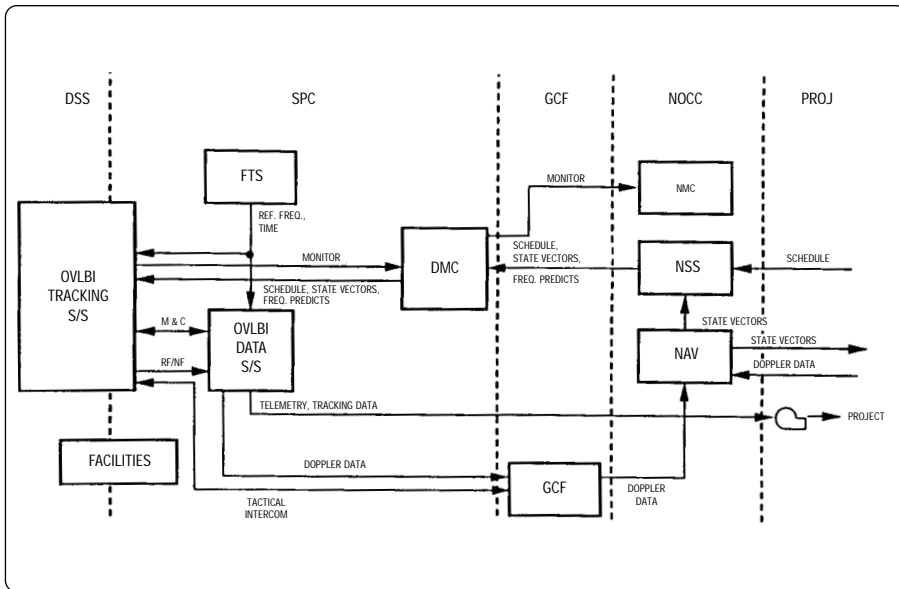 DSS
SPC
GCF
NOCC
PROJ
FTS
REF. FREQ.,
TIME
MONITOR
NMC
OVLBI
TRACKING
S/S
MONITOR
DMC
SCHEDULE,
STATE VECTORS,
FREQ. PREDICTS
NSS
SCHEDULE
SCHEDULE, STATE VECTORS,
FREQ. PREDICTS
M & C
OVLBI
DATA
S/S
RF/NF
STATE VECTORS
NAV
STATE VECTORS
DOPPLER DATA
TELEMETRY, TRACKING DATA
PROJECT
FACILITIES
DOPPLER DATA
GCF
DOPPLER
DATA
TACTICAL
INTERCOM